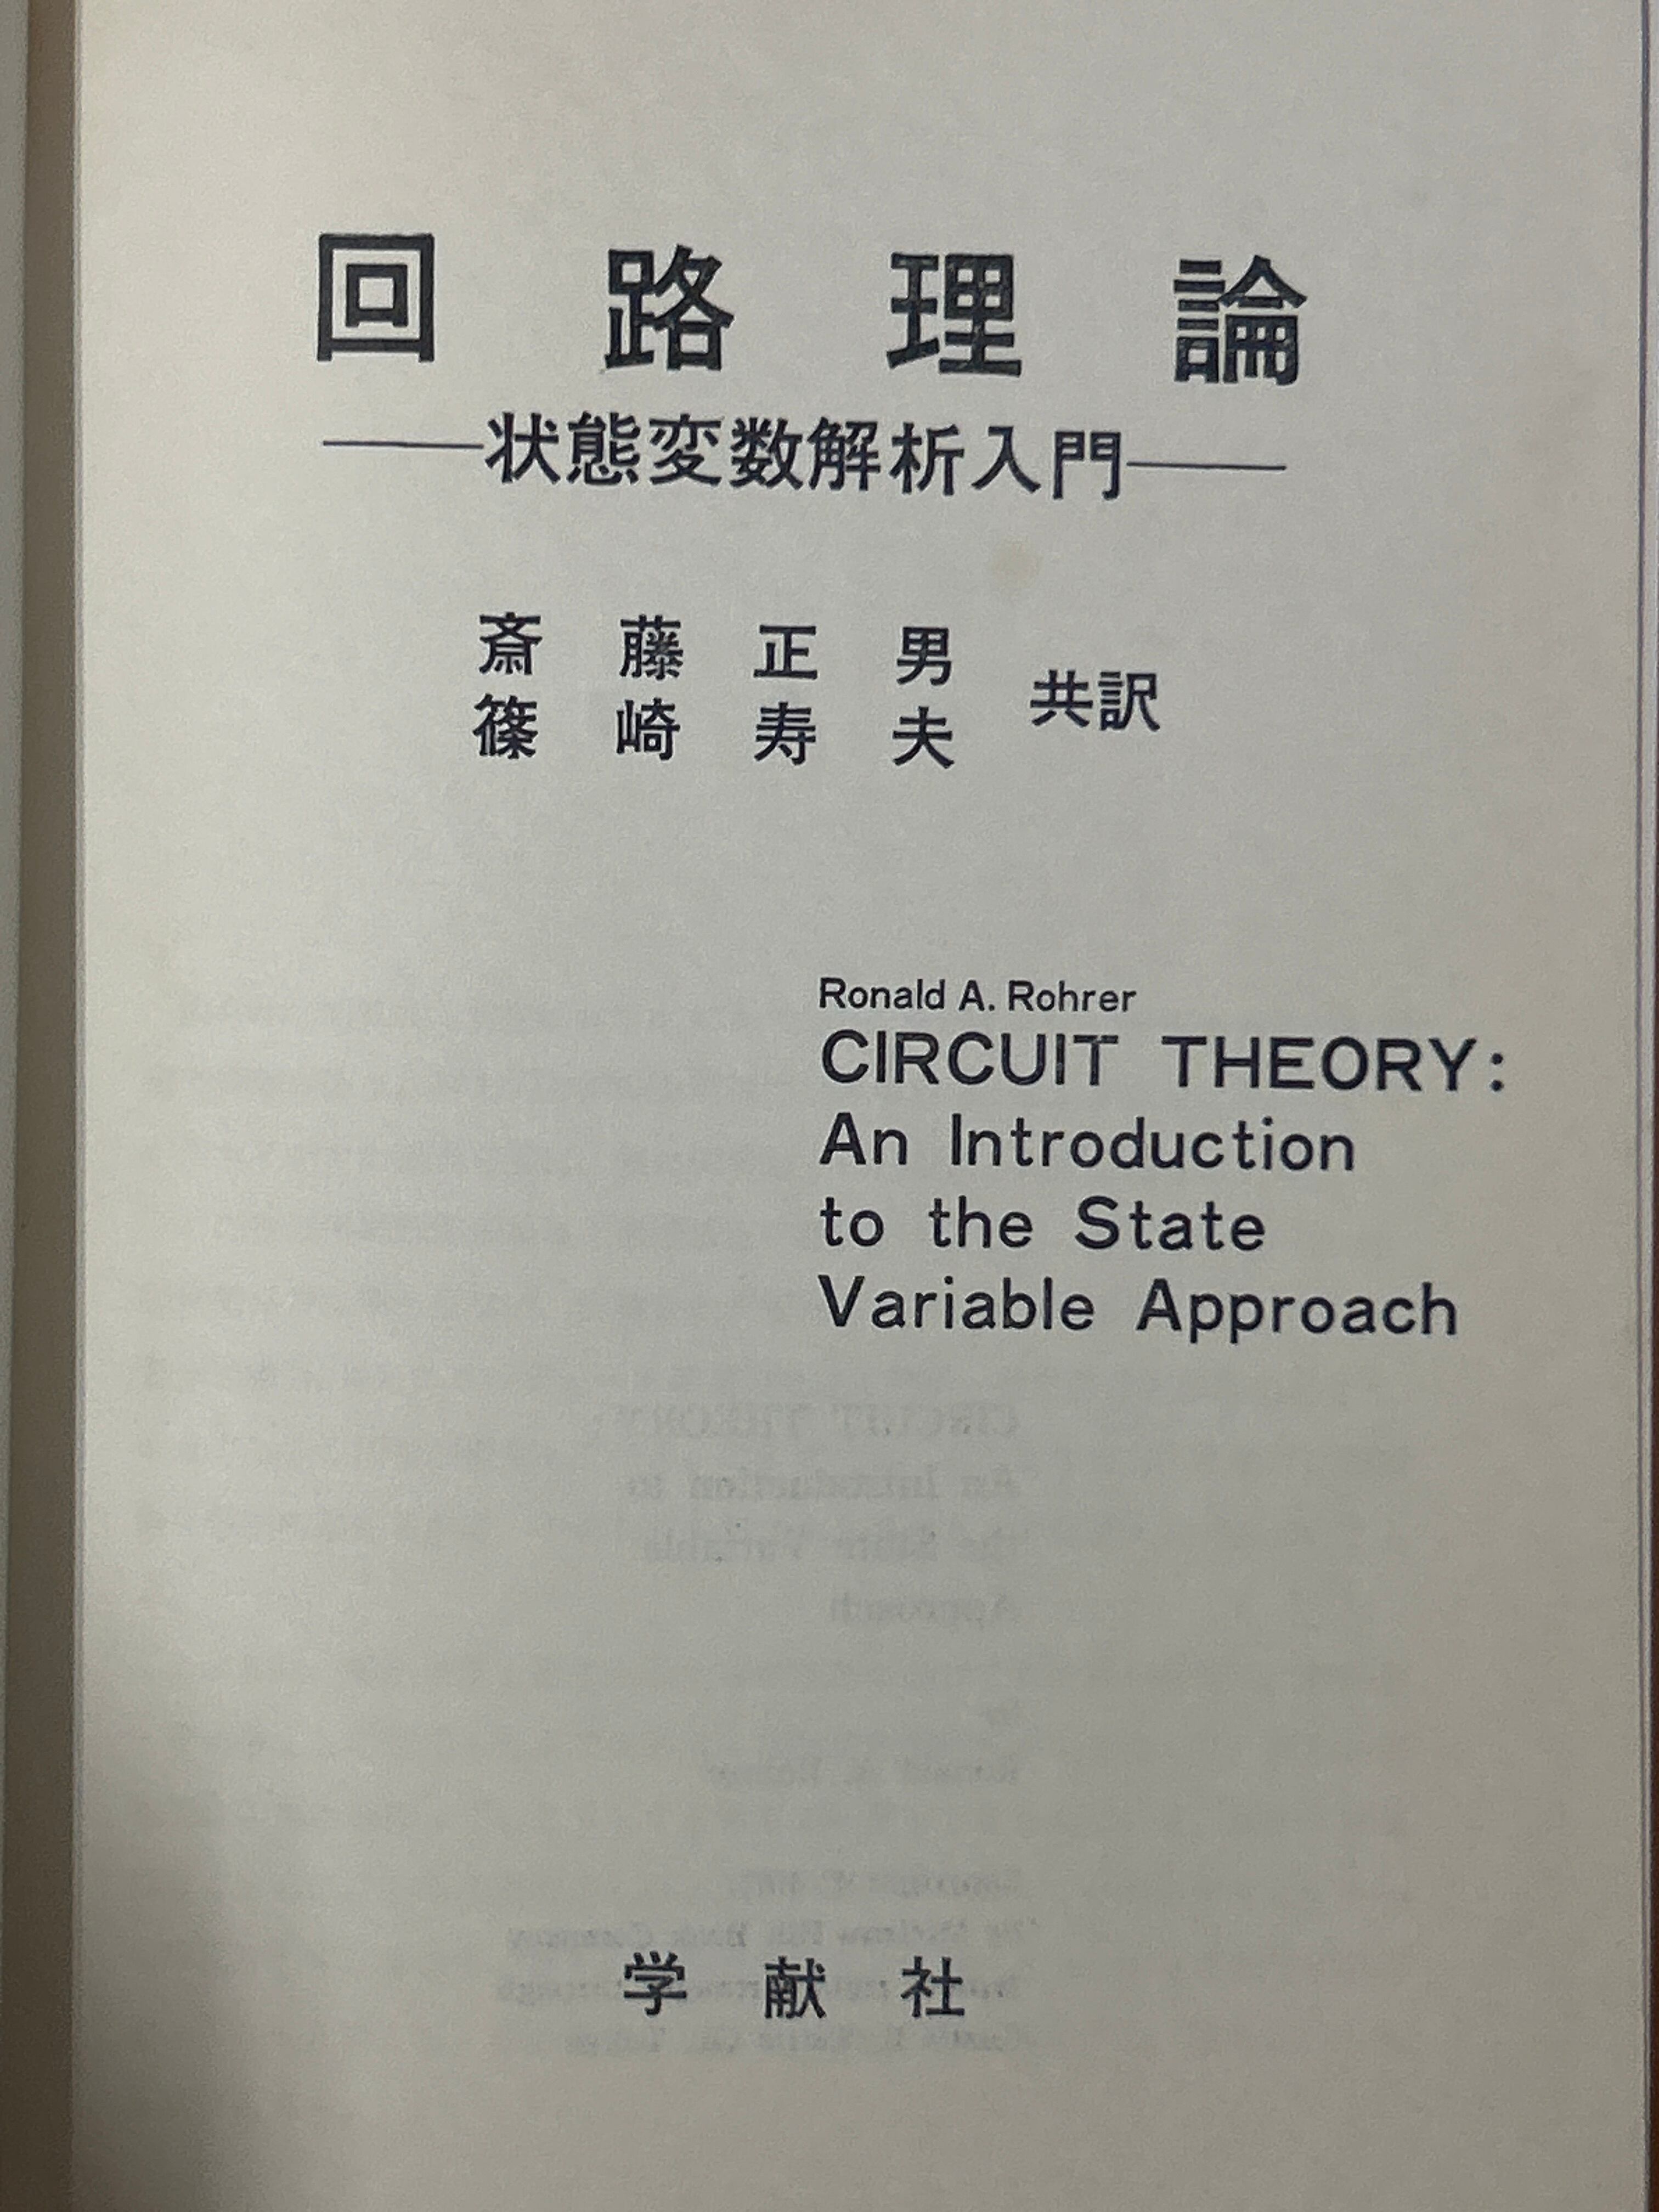 回路理論
——状態変数解析入門——
斎藤正男
篠崎寿夫 共訳
Ronald A. Rohrer
CIRCUIT THEORY:
An Introduction
to the State
Variable Approach
学献社